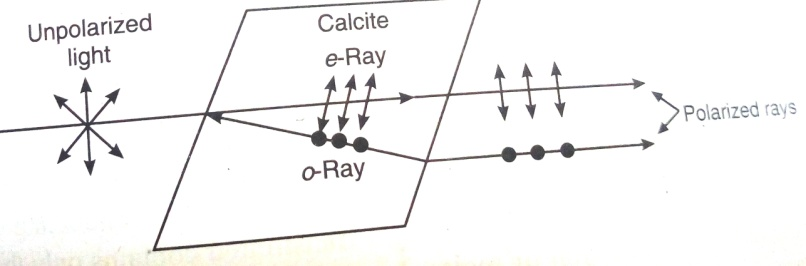 Unpolarized
light
Calcite
e-Ray
o-Ray
Polarized rays